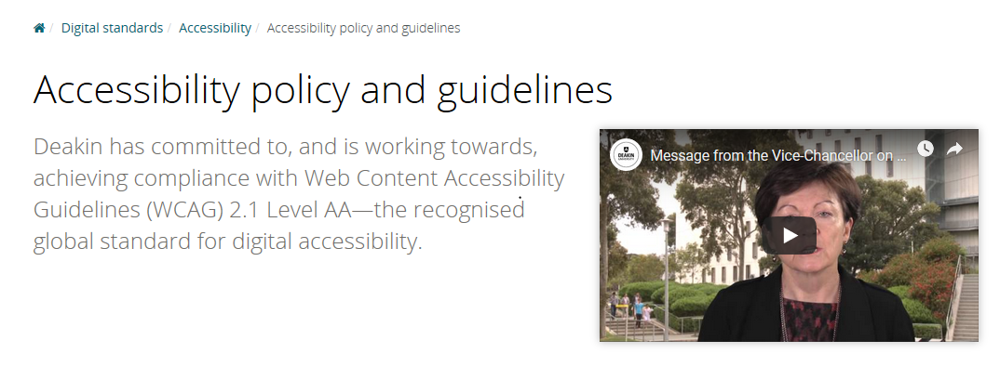 / Digital standards / Accessibility / Accessibility policy and guidelines
Accessibility policy and guidelines
Deakin has committed to, and is working towards,
achieving compliance with Web Content Accessibility
Guidelines (WCAG) 2.1 Level AA—the recognised
global standard for digital accessibility.
DEAKIN
UNIVERSITY
Message from the Vice-Chancellor on ...